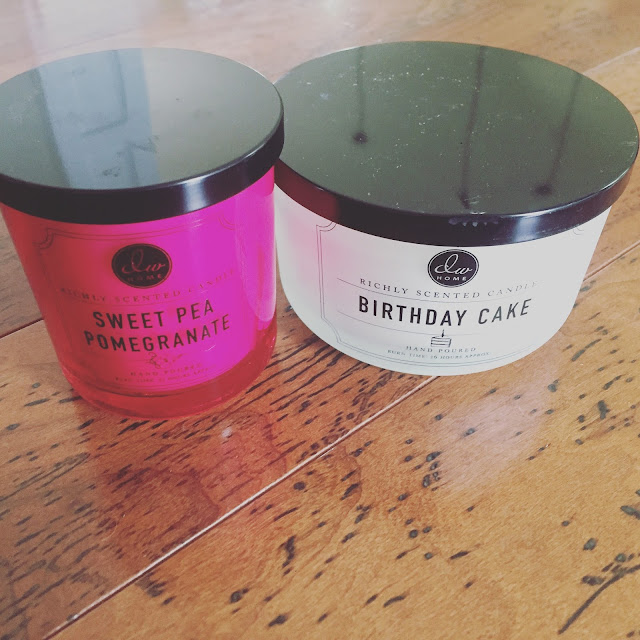 dw
HOME
RICHLY SCENTED CANDLE
SWEET PEA
POMEGRANATE
dw
HOME
RICHLY SCENTED CANDLE
BIRTHDAY CAKE
HAND POURED